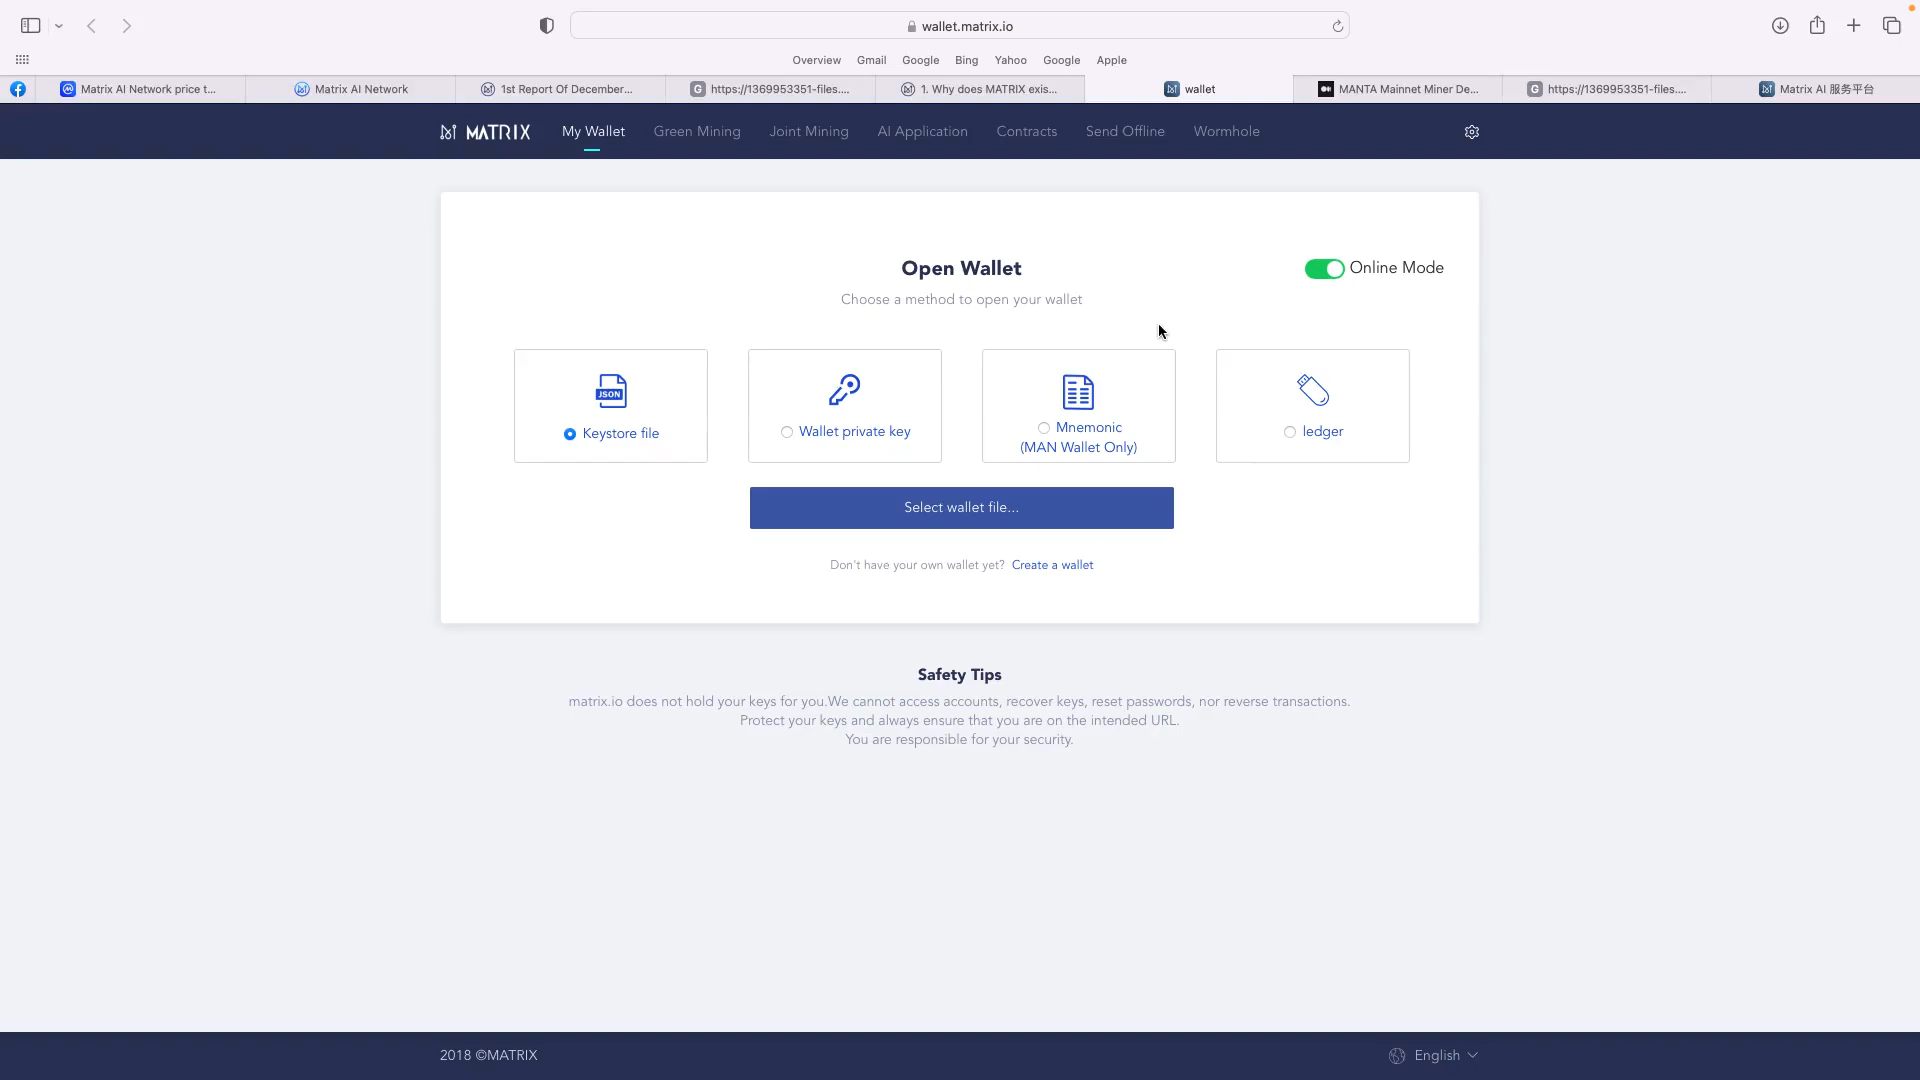 wallet.matrix.io
Overview Gmail Google Bing Yahoo Google Apple
Matrix AI Network price t...
Matrix AI Network
1st Report Of December...
G https://1369953351-files....
1. Why does MATRIX exis...
wallet
MANTA Mainnet Miner De...
G https://1369953351-files....
Matrix AI 服务平台
MATRIX My Wallet Green Mining Joint Mining AI Application Contracts Send Offline Wormhole
Open Wallet
Online Mode
Choose a method to open your wallet
JSON
Keystore file
Wallet private key
Mnemonic
(MAN Wallet Only)
ledger
Select wallet file...
Don't have your own wallet yet? Create a wallet
Safety Tips
matrix.io does not hold your keys for you.We cannot access accounts, recover keys, reset passwords, nor reverse transactions.
Protect your keys and always ensure that you are on the intended URL.
You are responsible for your security.
2018 ©MATRIX
English